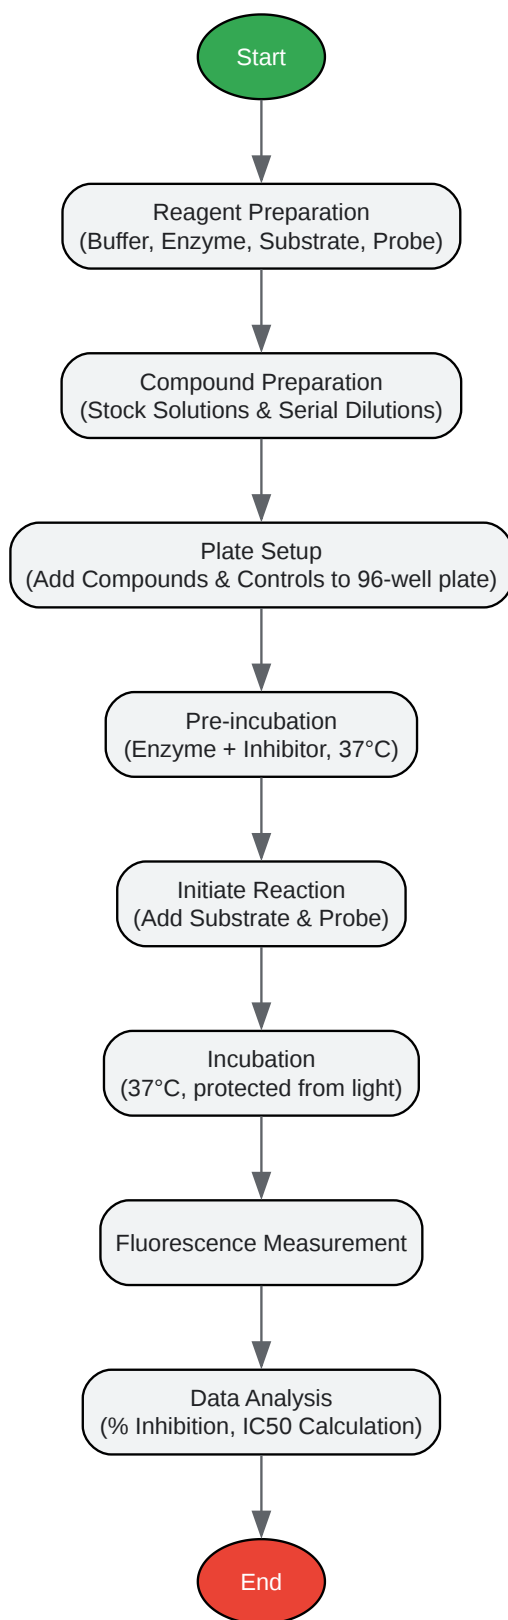 Start
Reagent Preparation
(Buffer, Enzyme, Substrate, Probe)
Compound Preparation
(Stock Solutions & Serial Dilutions)
Plate Setup
(Add Compounds & Controls to 96-well plate)
Pre-incubation
(Enzyme + Inhibitor, 37°C)
Initiate Reaction
(Add Substrate & Probe)
Incubation
(37°C, protected from light)
Fluorescence Measurement
Data Analysis
(% Inhibition, IC50 Calculation)
End